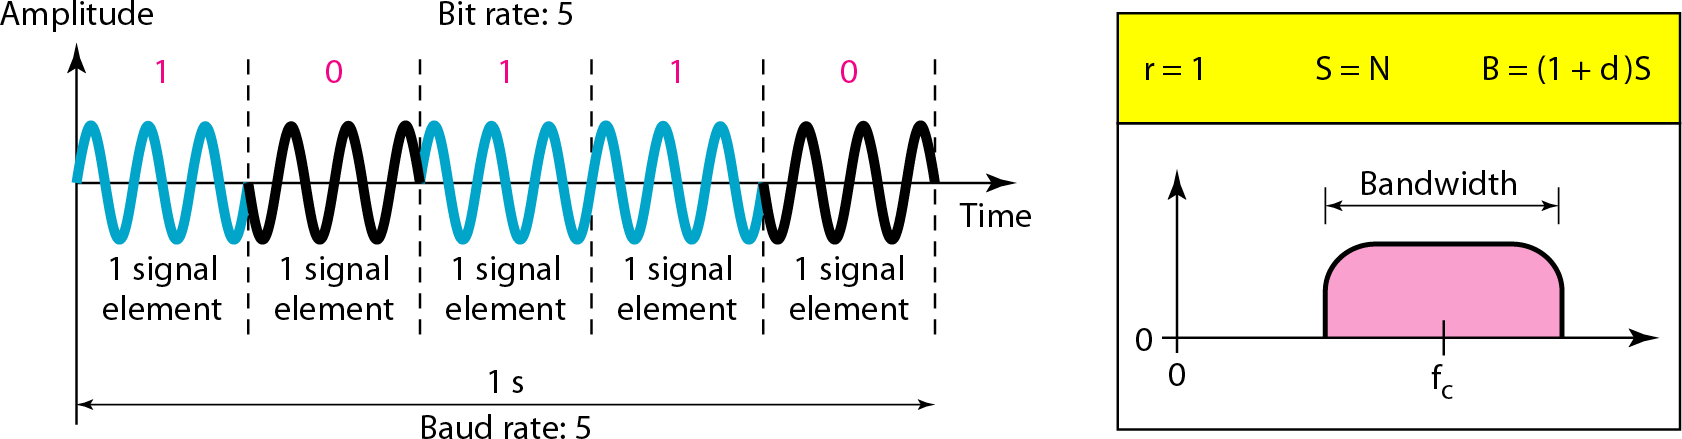 Amplitude
Bit rate: 5
1 0 1 1 0
Time
1 signal element
1 signal element
1 signal element
1 signal element
1 signal element
1 s
Baud rate: 5
r = 1 S = N B = (1 + d)S
Bandwidth
0
0
fc